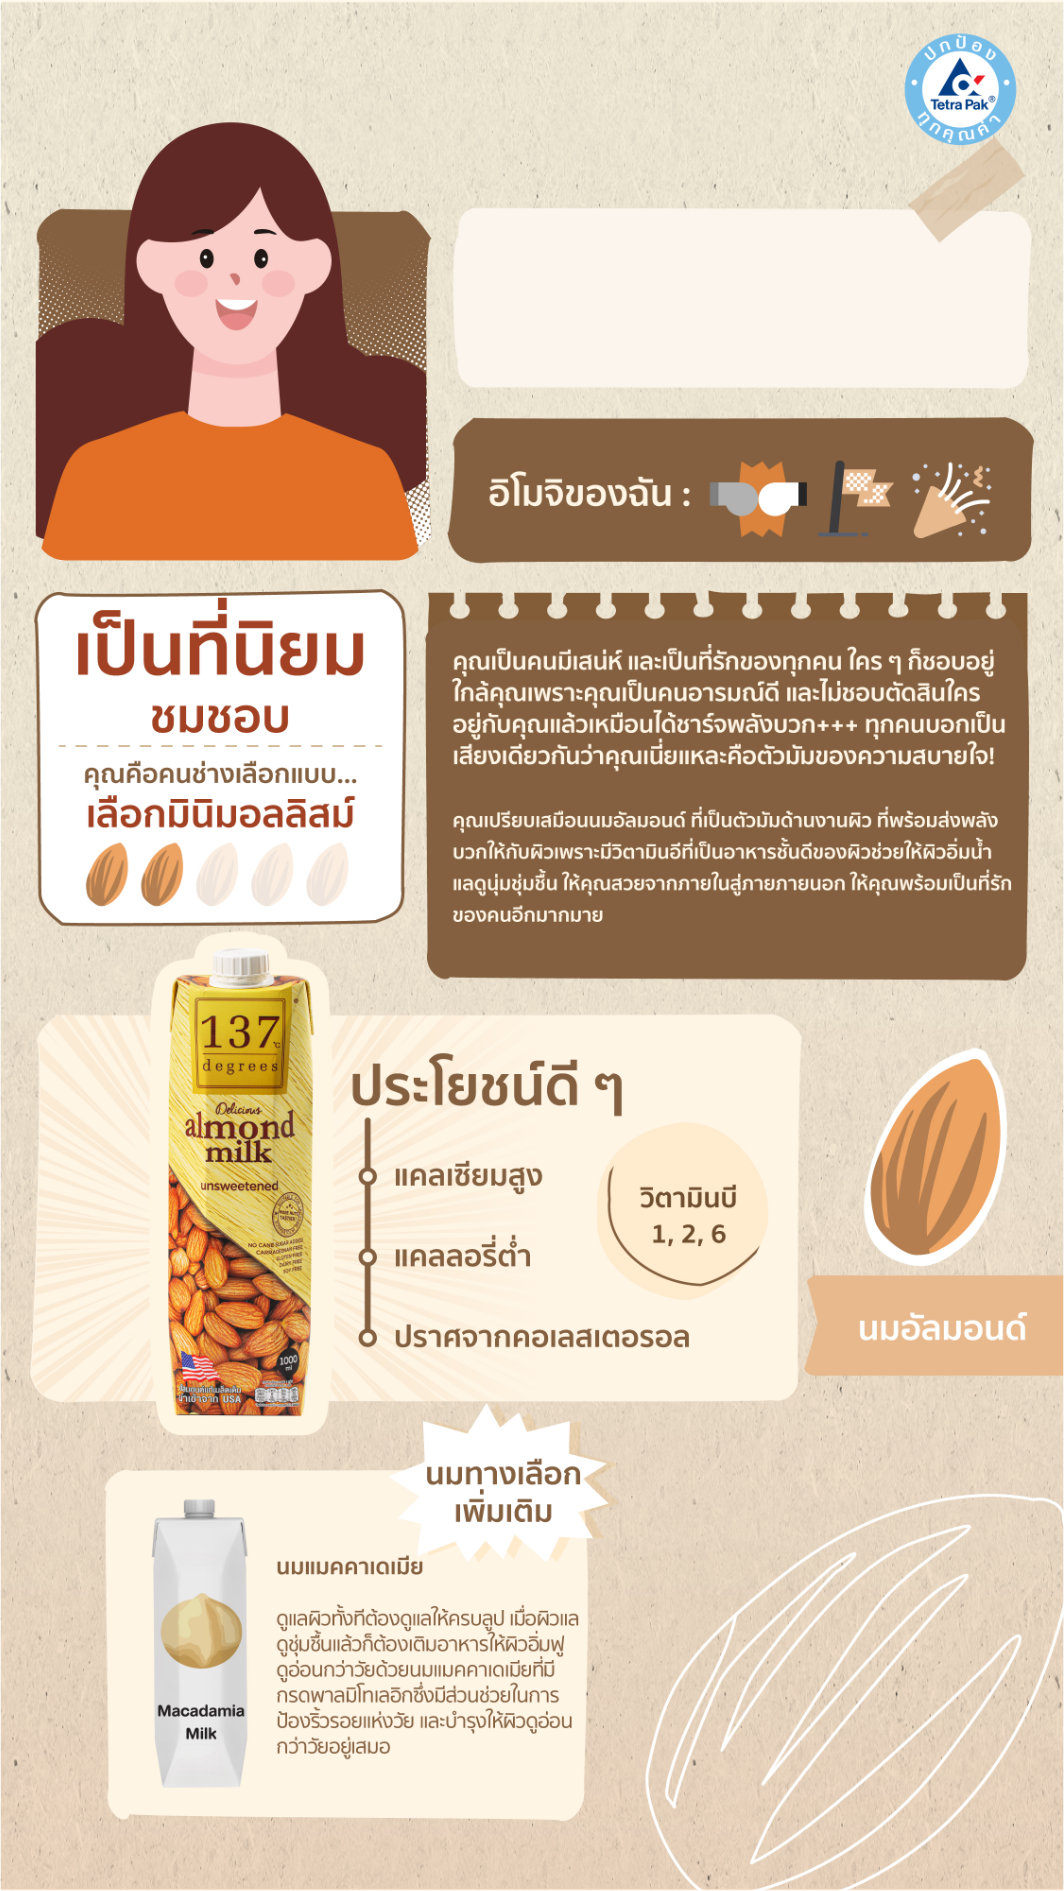 ปกป้อง
Tetra Pak®
ทุกคุณค่า
อิโมจิของฉัน :
เป็นที่นิยม
ชมชอบ
คุณคือคนช่างเลือกแบบ...
เลือกมินิมอลลิสม์
คุณเป็นคนมีเสน่ห์ และเป็นที่รักของทุกคน ใคร ๆ ก็ชอบอยู่
ใกล้คุณเพราะคุณเป็นคนอารมณ์ดี และไม่ชอบตัดสินใคร
อยู่กับคุณแล้วเหมือนได้ชาร์จพลังบวก+++ ทุกคนบอกเป็น
เสียงเดียวกันว่าคุณเนี่ยแหละคือตัวมัมของความสบายใจ!
คุณเปรียบเสมือนนมอัลมอนด์ ที่เป็นตัวมัมด้านงานผิว ที่พร้อมส่งพลัง
บวกให้กับผิวเพราะมีวิตามินอีที่เป็นอาหารชั้นดีของผิวช่วยให้ผิวอิ่มน้ำ
แลดูนุ่มชุ่มชื้น ให้คุณสวยจากภายในสู่ภายภายนอก ให้คุณพร้อมเป็นที่รัก
ของคนอีกมากมาย
137
°C
degrees
Delicious
almond
milk
unsweetened
NO CANE SUGAR ADDED
1000
ml
นำเข้าจาก USA
ประโยชน์ดี ๆ
แคลเซียมสูง
แคลลอรี่ต่ำ
ปราศจากคอเลสเตอรอล
วิตามินบี
1, 2, 6
นมอัลมอนด์
นมทางเลือก
เพิ่มเติม
Macadamia
Milk
นมแมคคาเดเมีย
ดูแลผิวทั้งทีต้องดูแลให้ครบลูป เมื่อผิวแล
ดูชุ่มชื้นแล้วก็ต้องเติมอาหารให้ผิวอิ่มฟู
ดูอ่อนกว่าวัยด้วยนมแมคคาเดเมียที่มี
กรดพาลมิโทเลอิกซึ่งมีส่วนช่วยในการ
ป้องริ้วรอยแห่งวัย และบำรุงให้ผิวดูอ่อน
กว่าวัยอยู่เสมอ